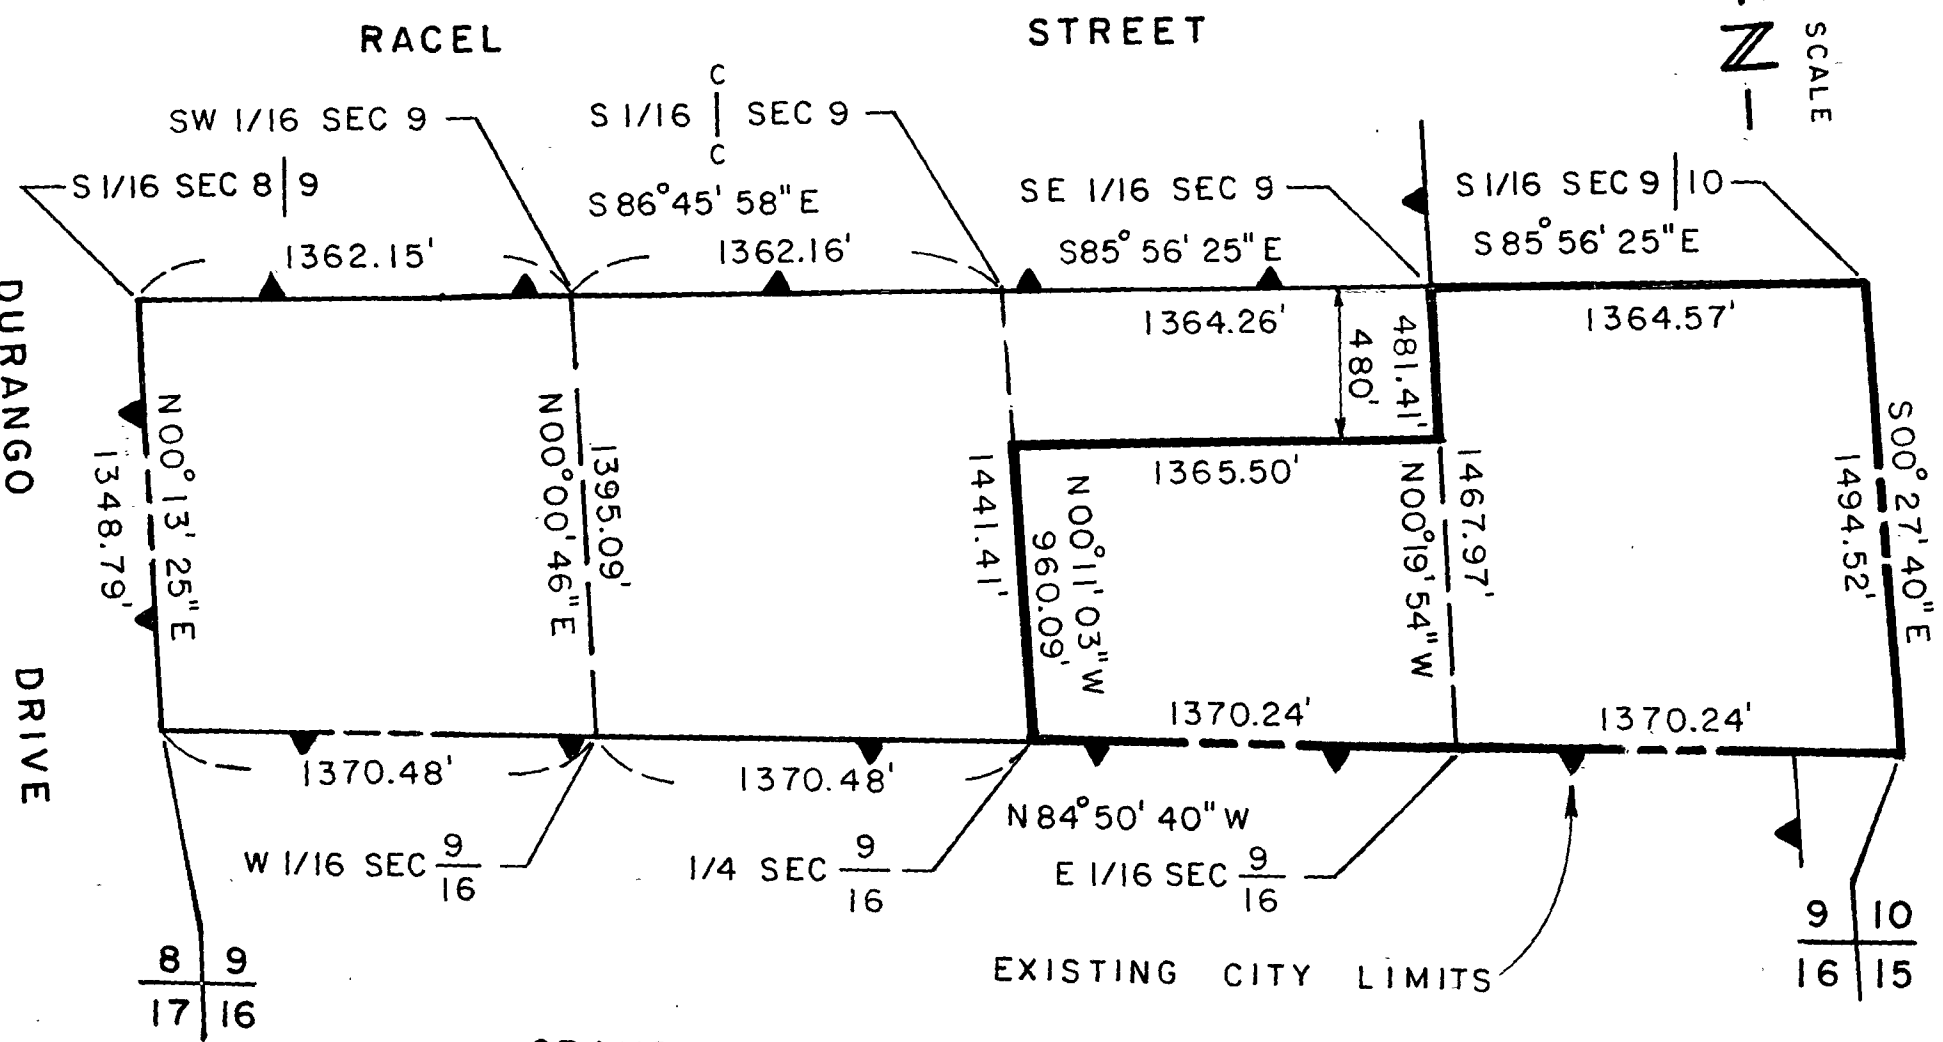 RACEL STREET
N
SCALE
SW 1/16 SEC 9
S 1/16 C | C SEC 9
S 1/16 SEC 8|9
S 86° 45' 58" E
SE 1/16 SEC 9
S 1/16 SEC 9|10
1362.15'
1362.16'
S85° 56' 25" E
S 85° 56' 25" E
1364.26'
1364.57'
480'
481.41'
DURANGO DRIVE
N00° 13' 25" E
1348.79'
N00° 00' 46" E
1395.09'
1441.41'
N00° 11' 03" W
960.09'
1365.50'
N00° 19' 54" W
1467.97'
S00° 27' 40" E
1494.52'
1370.48'
1370.48'
1370.24'
1370.24'
N 84° 50' 40" W
W 1/16 SEC 9/16
1/4 SEC 9/16
E 1/16 SEC 9/16
EXISTING CITY LIMITS
8|9
17|16
9|10
16|15